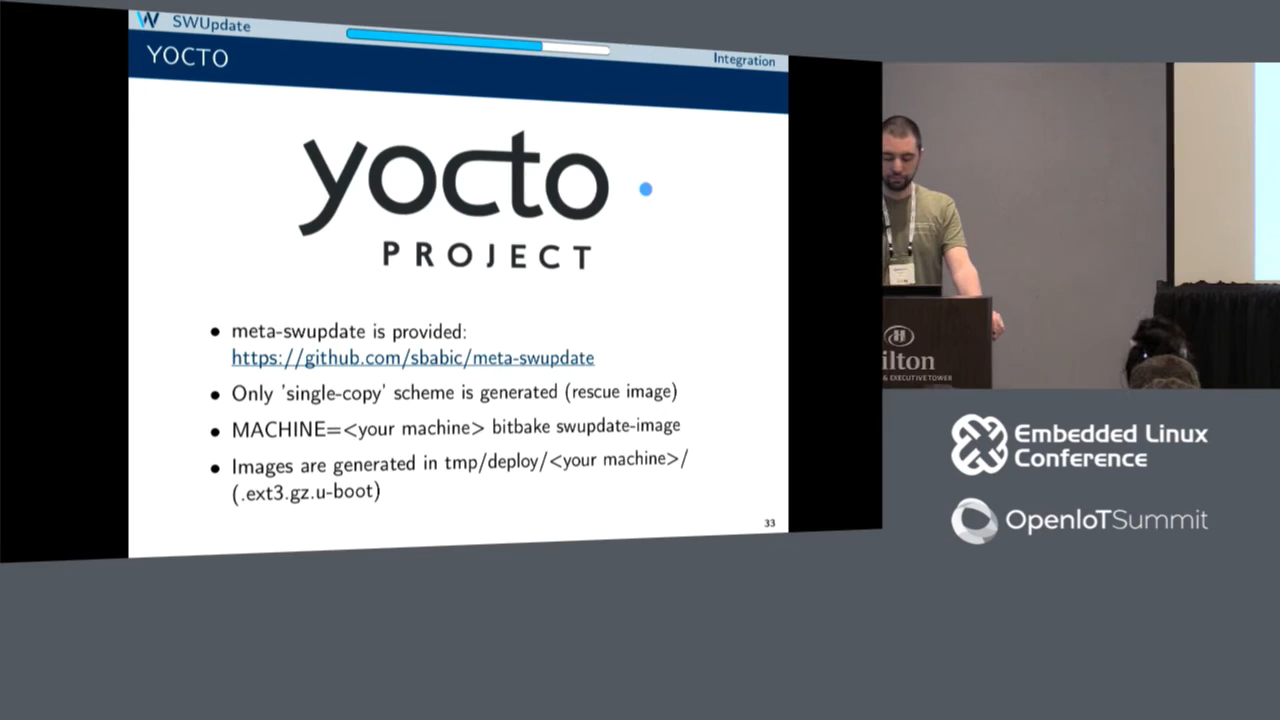 SWUpdate
Integration
YOCTO
yocto
PROJECT
meta-swupdate is provided:
https://github.com/sbabic/meta-swupdate
Only 'single-copy' scheme is generated (rescue image)
MACHINE=<your machine> bitbake swupdate-image
Images are generated in tmp/deploy/<your machine>/
(.ext3.gz.u-boot)
33
H
ilton
& EXECUTIVE TOWER
Embedded Linux
Conference
OpenIoTSummit